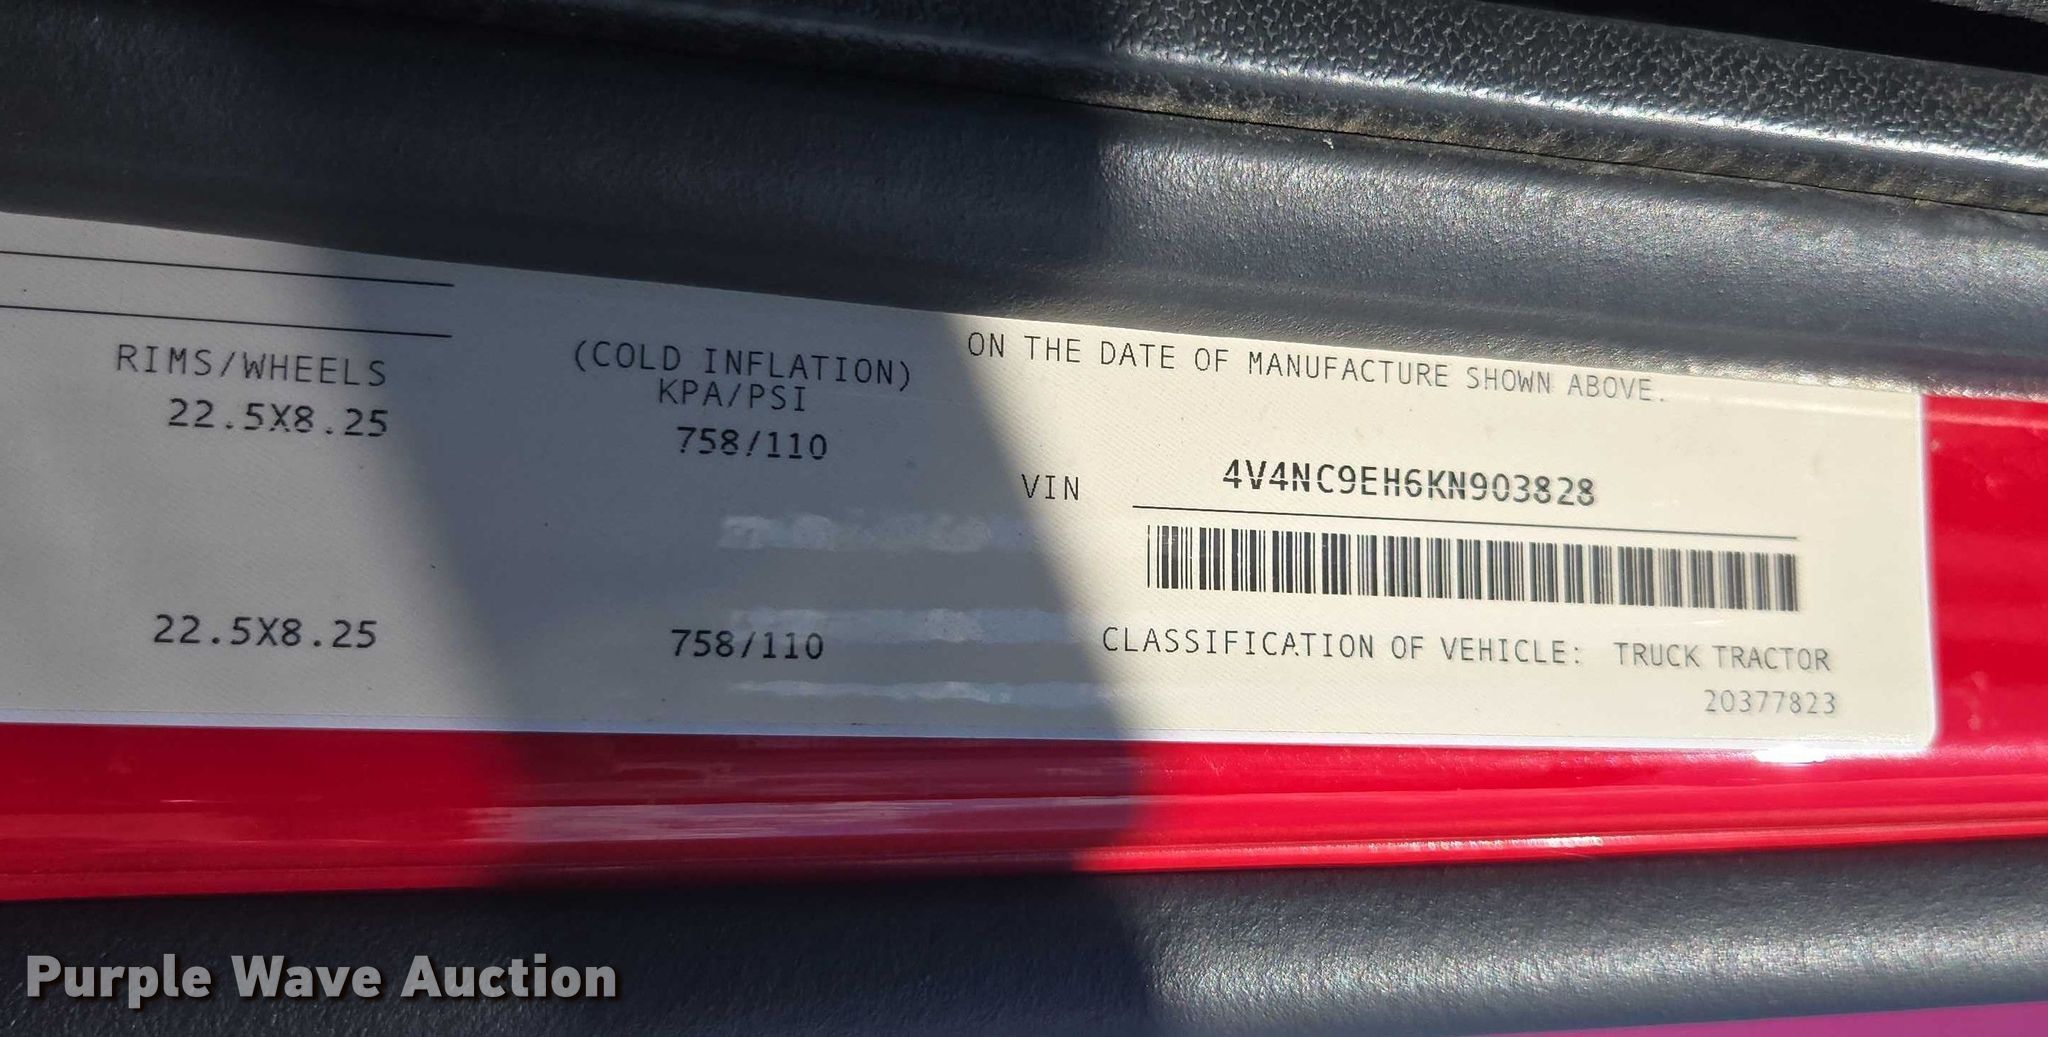 RIMS/WHEELS
22.5X8.25
22.5X8.25
(COLD INFLATION)
KPA/PSI
758/110
758/110
ON THE DATE OF MANUFACTURE SHOWN ABOVE.
VIN 4V4NC9EH6KN903828
CLASSIFICATION OF VEHICLE: TRUCK TRACTOR
20377823
Purple Wave Auction